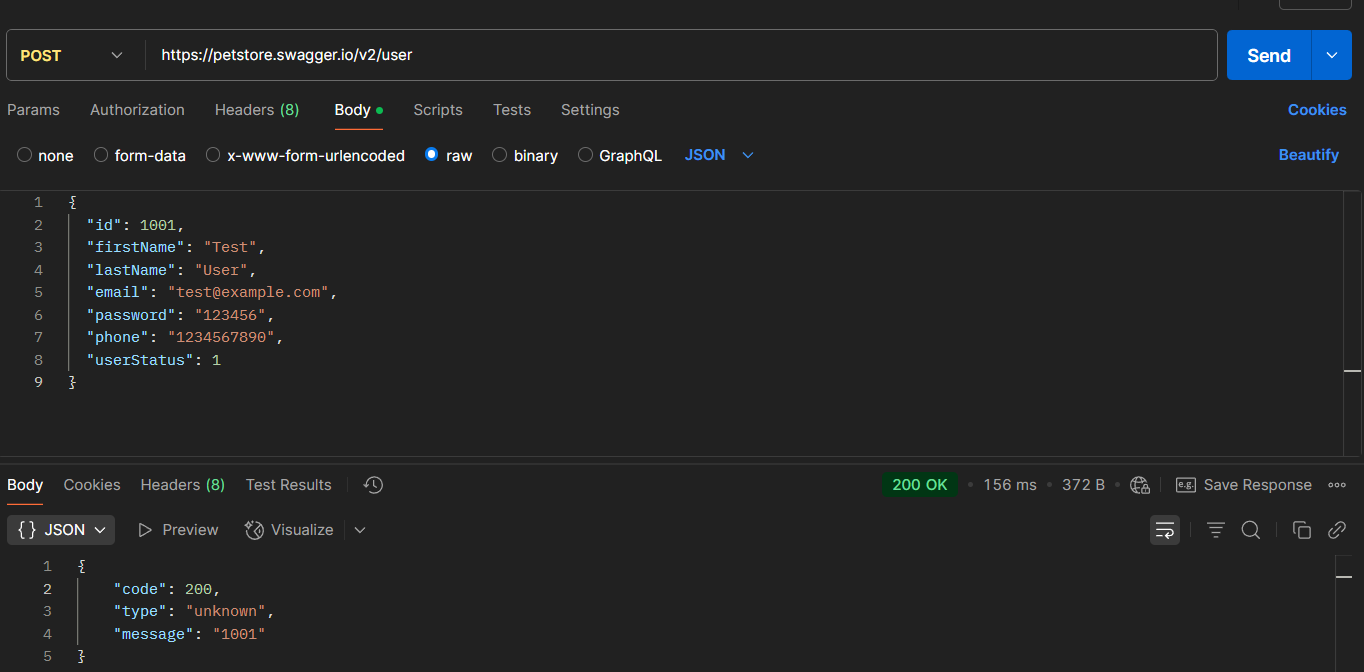 POST https://petstore.swagger.io/v2/user Send
Params Authorization Headers (8) Body Scripts Tests Settings Cookies
none form-data x-www-form-urlencoded raw binary GraphQL JSON Beautify
1 {
2 "id": 1001,
3 "firstName": "Test",
4 "lastName": "User",
5 "email": "test@example.com",
6 "password": "123456",
7 "phone": "1234567890",
8 "userStatus": 1
9 }
Body Cookies Headers (8) Test Results 200 OK • 156 ms • 372 B • e.g. Save Response
{} JSON Preview Visualize
1 {
2 "code": 200,
3 "type": "unknown",
4 "message": "1001"
5 }